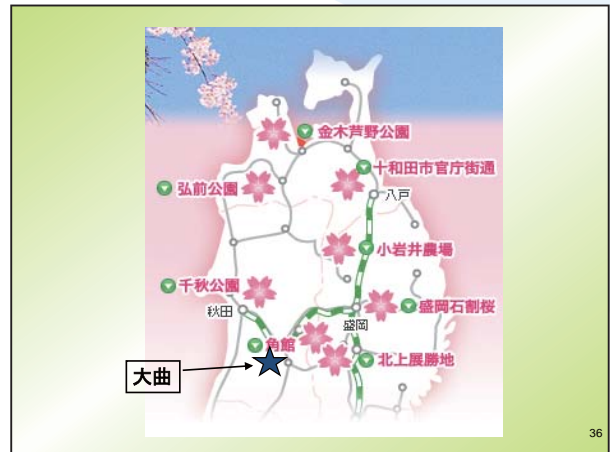 金木芦野公園
十和田市官庁街通
弘前公園
八戸
小岩井農場
千秋公園
秋田
盛岡石割桜
盛岡
角館
北上展勝地
大曲
36